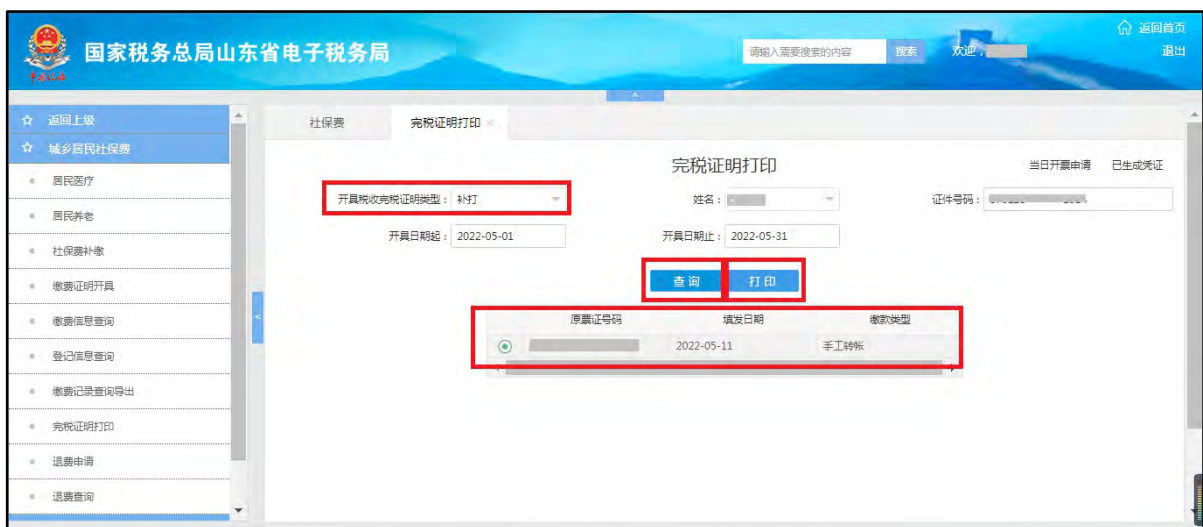 返回首页
国家税务总局山东省电子税务局
请输入需要搜索的内容 搜索 欢迎，
退出
返回上级
城乡居民社保费
居民医疗
居民养老
社保费补缴
缴费证明开具
缴费信息查询
登记信息查询
缴费记录查询导出
完税证明打印
退费申请
退费查询
社保费 完税证明打印 ×
完税证明打印 当日开票申请 已生成凭证
开具税收完税证明类型： 补打 姓名： 证件号码：
开具日期起： 2022-05-01 开具日期止： 2022-05-31
查询 打印
原票证号码 填发日期 缴款类型
2022-05-11 手工转帐